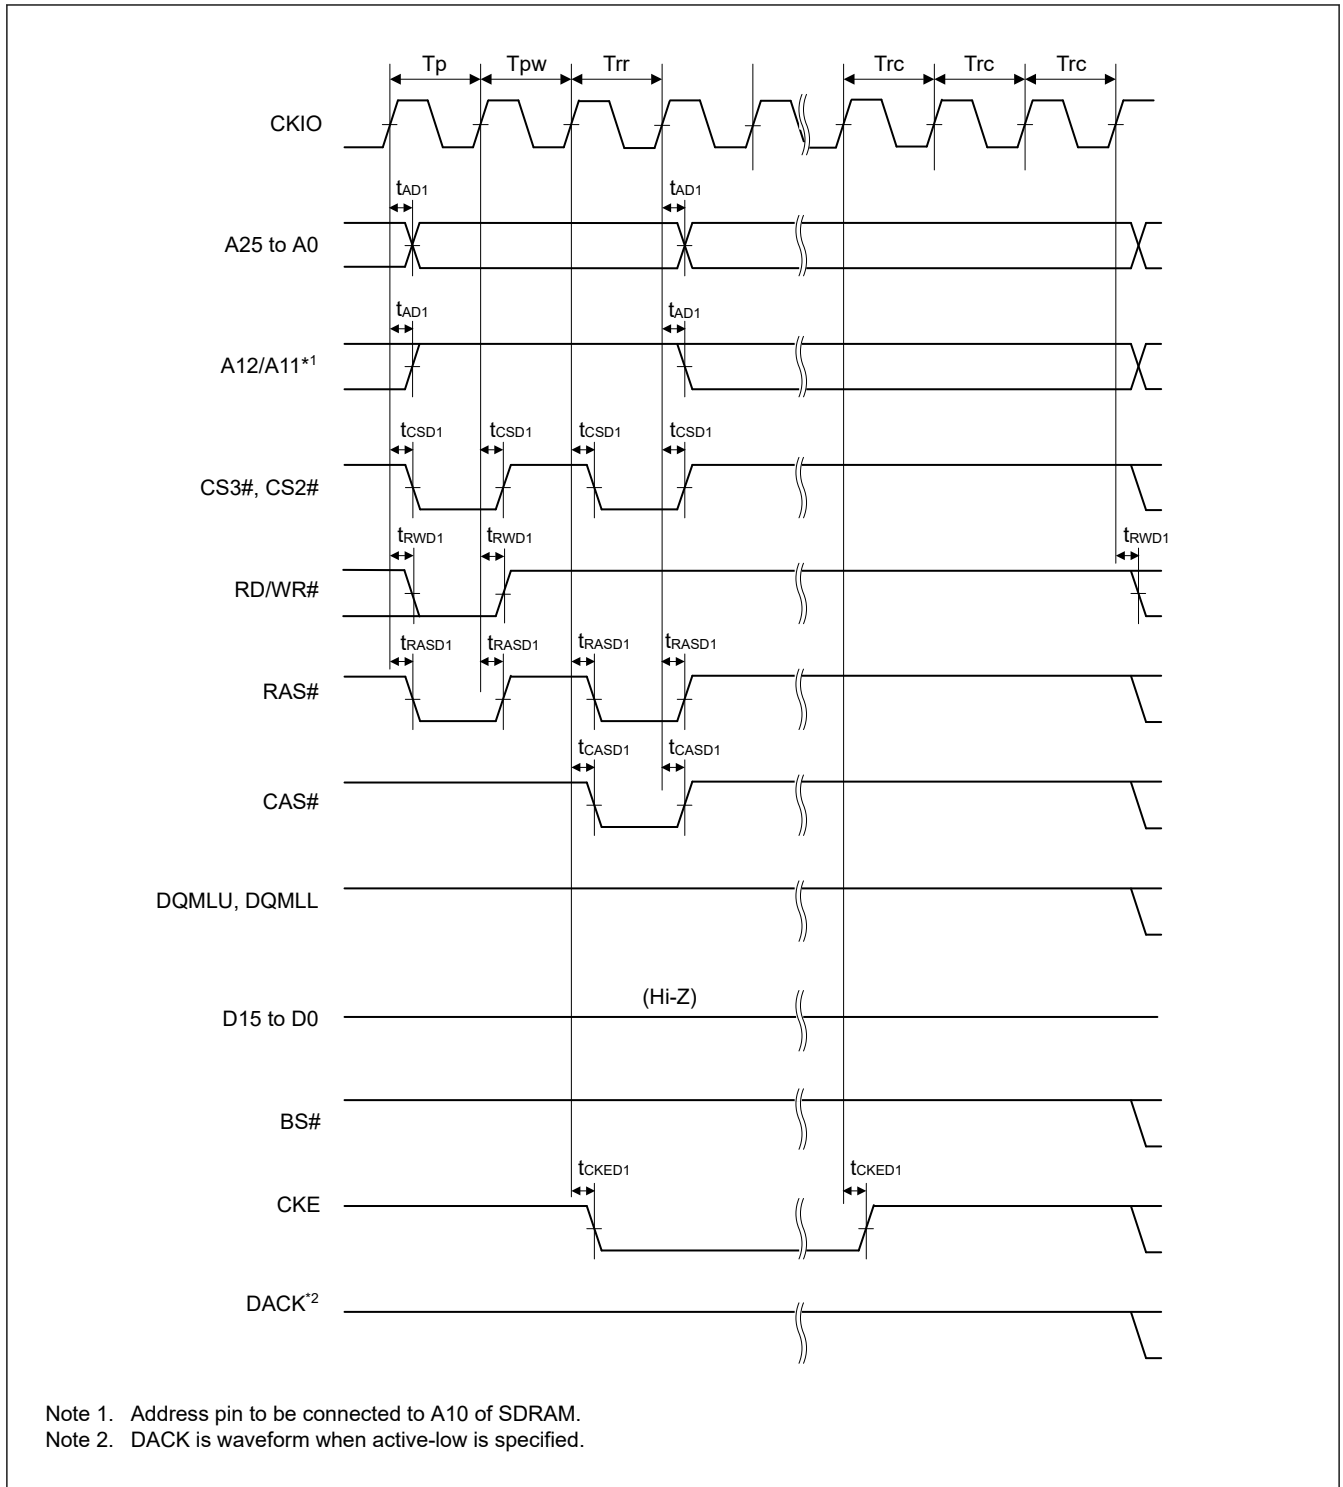 Tp Tpw Trr Trc Trc Trc
CKIO
tAD1 tAD1
A25 to A0
tAD1 tAD1
A12/A11*1
tCSD1 tCSD1 tCSD1 tCSD1
CS3#, CS2#
tRWD1 tRWD1 tRWD1
RD/WR#
tRASD1 tRASD1 tRASD1 tRASD1
RAS#
tCASD1 tCASD1
CAS#
DQMLU, DQMLL
(Hi-Z)
D15 to D0
BS#
tCKED1 tCKED1
CKE
DACK*2
Note 1. Address pin to be connected to A10 of SDRAM.
Note 2. DACK is waveform when active-low is specified.